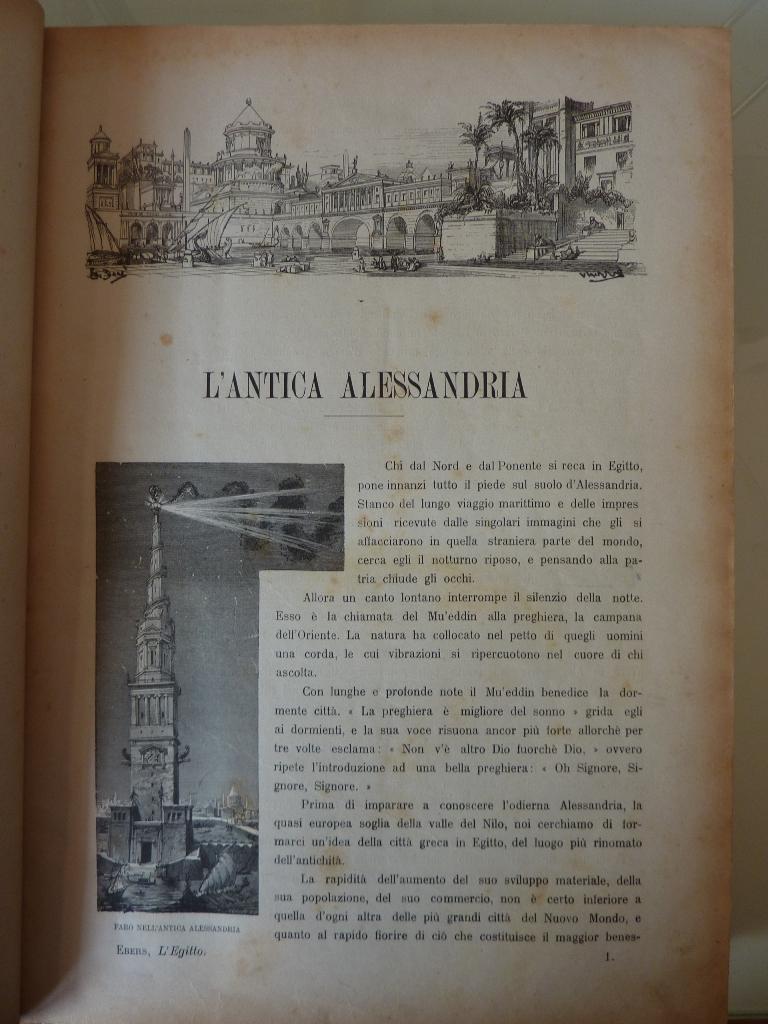 L'ANTICA ALESSANDRIA
Chi dal Nord e dal Ponente si reca in Egitto,
pone innanzi tutto il piede sul suolo d'Alessandria.
Stanco del lungo viaggio marittimo e delle impres
sioni ricevute dalle singolari immagini che gli si
affacciarono in quella straniera parte del mondo,
cerca egli il notturno riposo, e pensando alla pa-
tria chiude gli occhi.
Allora un canto lontano interrompe il silenzio della notte.
Esso è la chiamata del Mu'eddin alla preghiera, la campana
dell'Oriente. La natura ha collocato nel petto di quegli uomini
una corda, le cui vibrazioni si ripercuotono nel cuore di chi
ascolta.
Con lunghe e profonde note il Mu'eddin benedice la dor-
mente città. « La preghiera è migliore del sonno » grida egli
ai dormienti, e la sua voce risuona ancor più forte allorchè per
tre volte esclama: « Non v'è altro Dio fuorchè Dio, » ovvero
ripete l'introduzione ad una bella preghiera: « Oh Signore, Si-
gnore, Signore. »
Prima di imparare a conoscere l'odierna Alessandria, la
quasi europea soglia della valle del Nilo, noi cerchiamo di for-
marci un'idea della città greca in Egitto, del luogo più rinomato
dell'antichità.
La rapidità dell'aumento del suo sviluppo materiale, della
sua popolazione, del suo commercio, non è certo inferiore a
quella d'ogni altra delle più grandi città del Nuovo Mondo, e
quanto al rapido fiorire di ciò che costituisce il maggior benes-
FARO NELL'ANTICA ALESSANDRIA
EBERS, L'Egitto.
1.